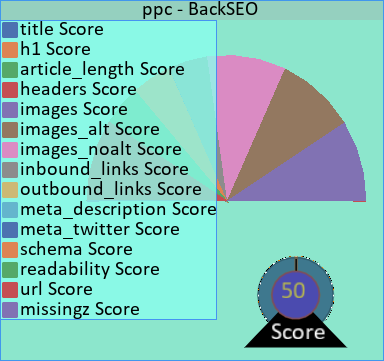 ppc - BackSEO
title Score
h1 Score
article_length Score
headers Score
images Score
images_alt Score
images_noalt Score
inbound_links Score
outbound_links Score
meta_description Score
meta_twitter Score
schema Score
readability Score
url Score
missingz Score
50
Score